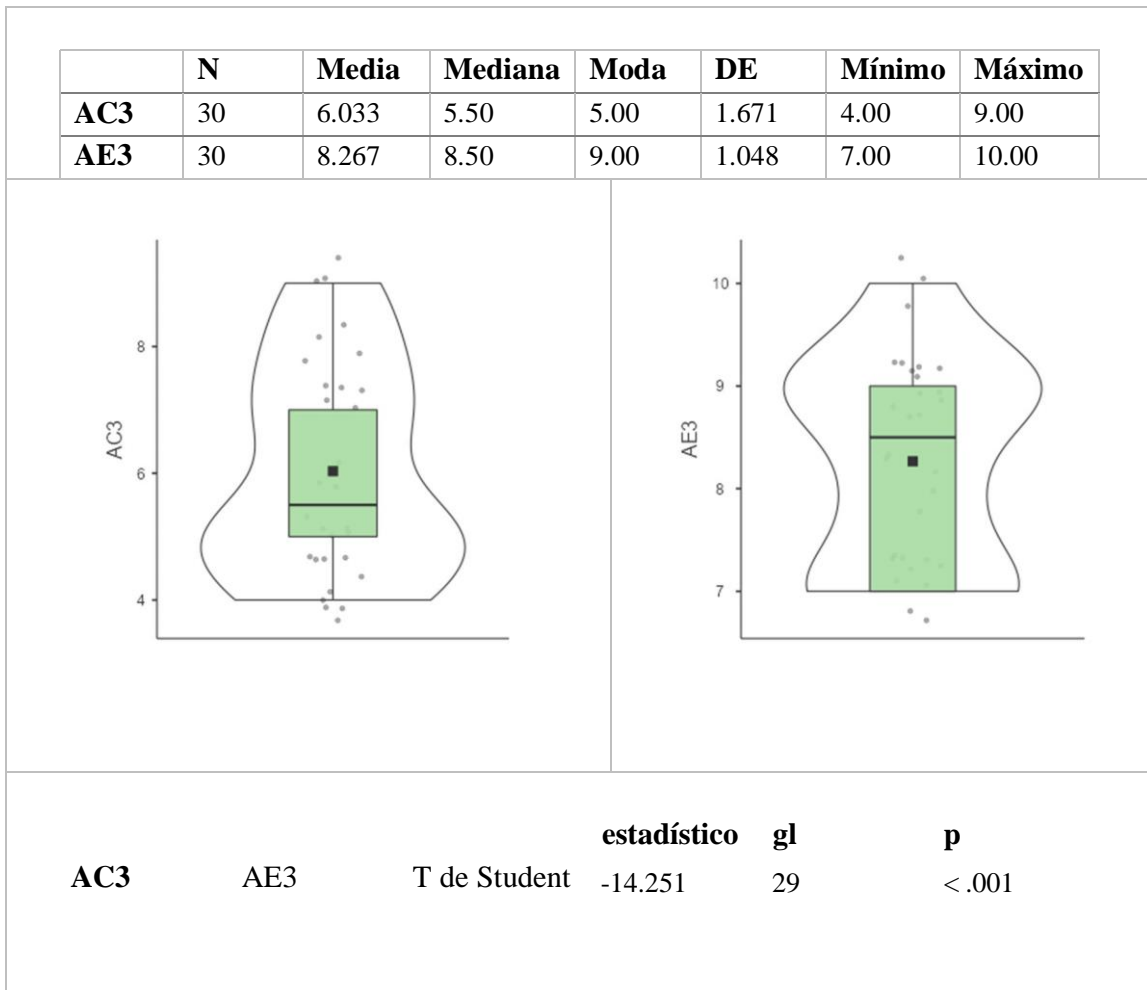 N Media Mediana Moda DE Mínimo Máximo
AC3 30 6.033 5.50 5.00 1.671 4.00 9.00
AE3 30 8.267 8.50 9.00 1.048 7.00 10.00
8
6
4
AC3
10
9
8
7
AE3
estadístico gl p
AC3 AE3 T de Student -14.251 29 < .001